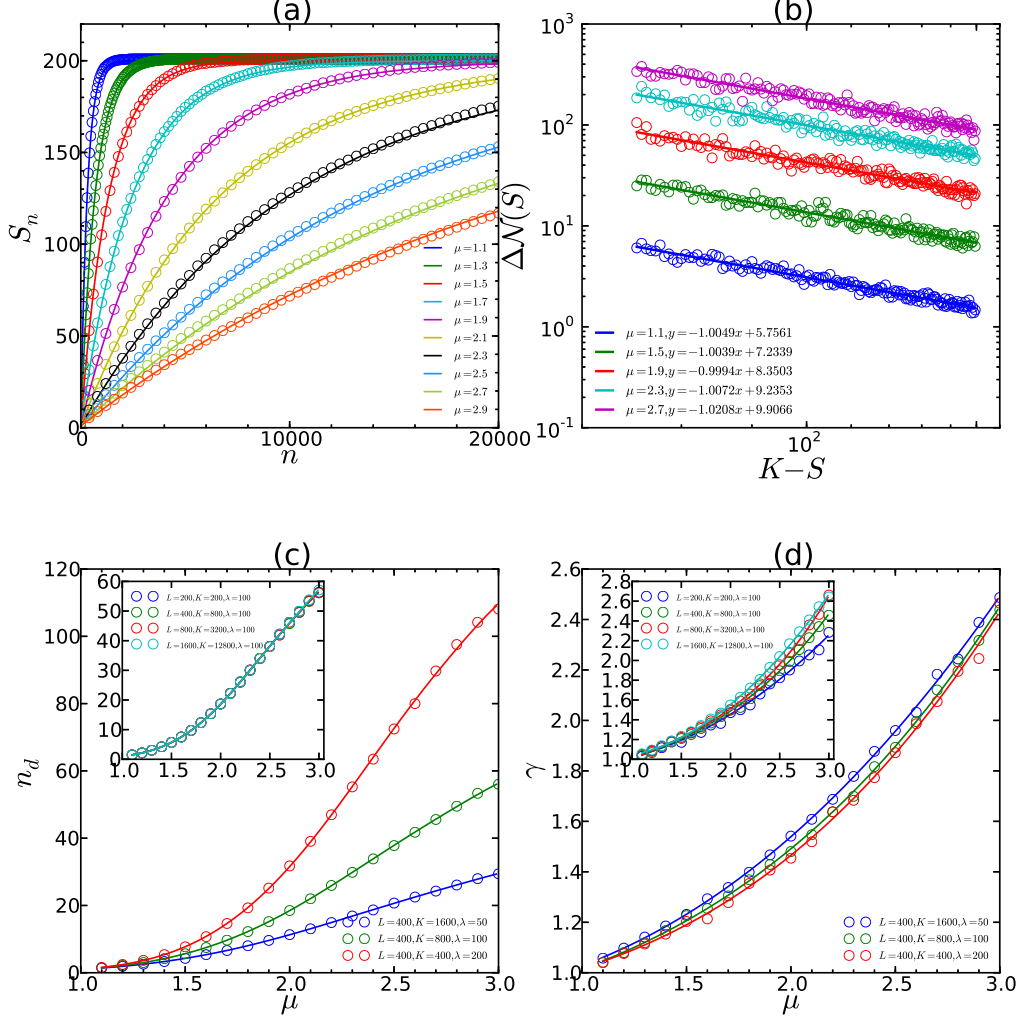 (a)
200
150
100
50
0
0
10000
20000
S_n
n
μ=1.1
μ=1.3
μ=1.5
μ=1.7
μ=1.9
μ=2.1
μ=2.3
μ=2.5
μ=2.7
μ=2.9
(b)
10^3
10^2
10^1
10^0
10^-1
10^2
ΔN(S)
K−S
μ=1.1,y=−1.0049x+5.7561
μ=1.5,y=−1.0039x+7.2339
μ=1.9,y=−0.9994x+8.3503
μ=2.3,y=−1.0072x+9.2353
μ=2.7,y=−1.0208x+9.9066
(c)
120
100
80
60
40
20
0
1.0
1.5
2.0
2.5
3.0
n_d
μ
60
50
40
30
20
10
0
1.0
1.5
2.0
2.5
3.0
L=200,K=200,λ=100
L=400,K=800,λ=100
L=800,K=3200,λ=100
L=1600,K=12800,λ=100
L=400,K=1600,λ=50
L=400,K=800,λ=100
L=400,K=400,λ=200
(d)
2.6
2.4
2.2
2.0
1.8
1.6
1.4
1.2
1.0
1.0
1.5
2.0
2.5
3.0
γ
μ
2.8
2.6
2.4
2.2
2.0
1.8
1.6
1.4
1.2
1.0
1.0
1.5
2.0
2.5
3.0
L=200,K=200,λ=100
L=400,K=800,λ=100
L=800,K=3200,λ=100
L=1600,K=12800,λ=100
L=400,K=1600,λ=50
L=400,K=800,λ=100
L=400,K=400,λ=200